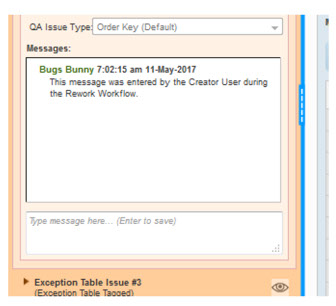 QA Issue Type: Order Key (Default)
Messages:
Bugs Bunny 7:02:15 am 11-May-2017
This message was entered by the Creator User during
the Rework Workflow.
Type message here... (Enter to save)
Exception Table Issue #3
(Exception Table Tagged)